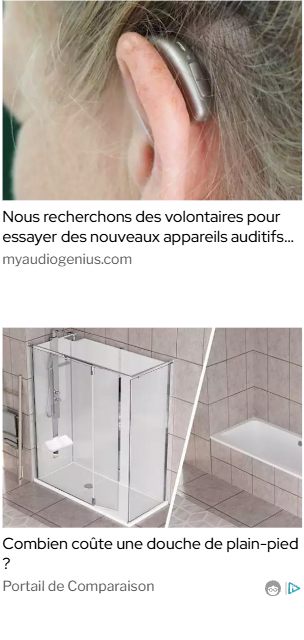 Nous recherchons des volontaires pour
essayer des nouveaux appareils auditifs...
myaudiogenius.com
Combien coûte une douche de plain-pied
?
Portail de Comparaison